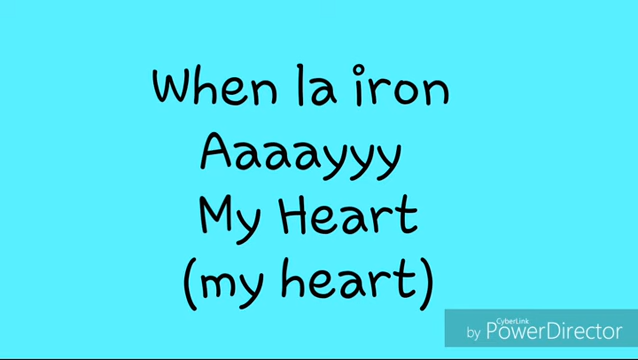 When la iron
Aaaayyy
My Heart
(my heart)
by CyberLink PowerDirector